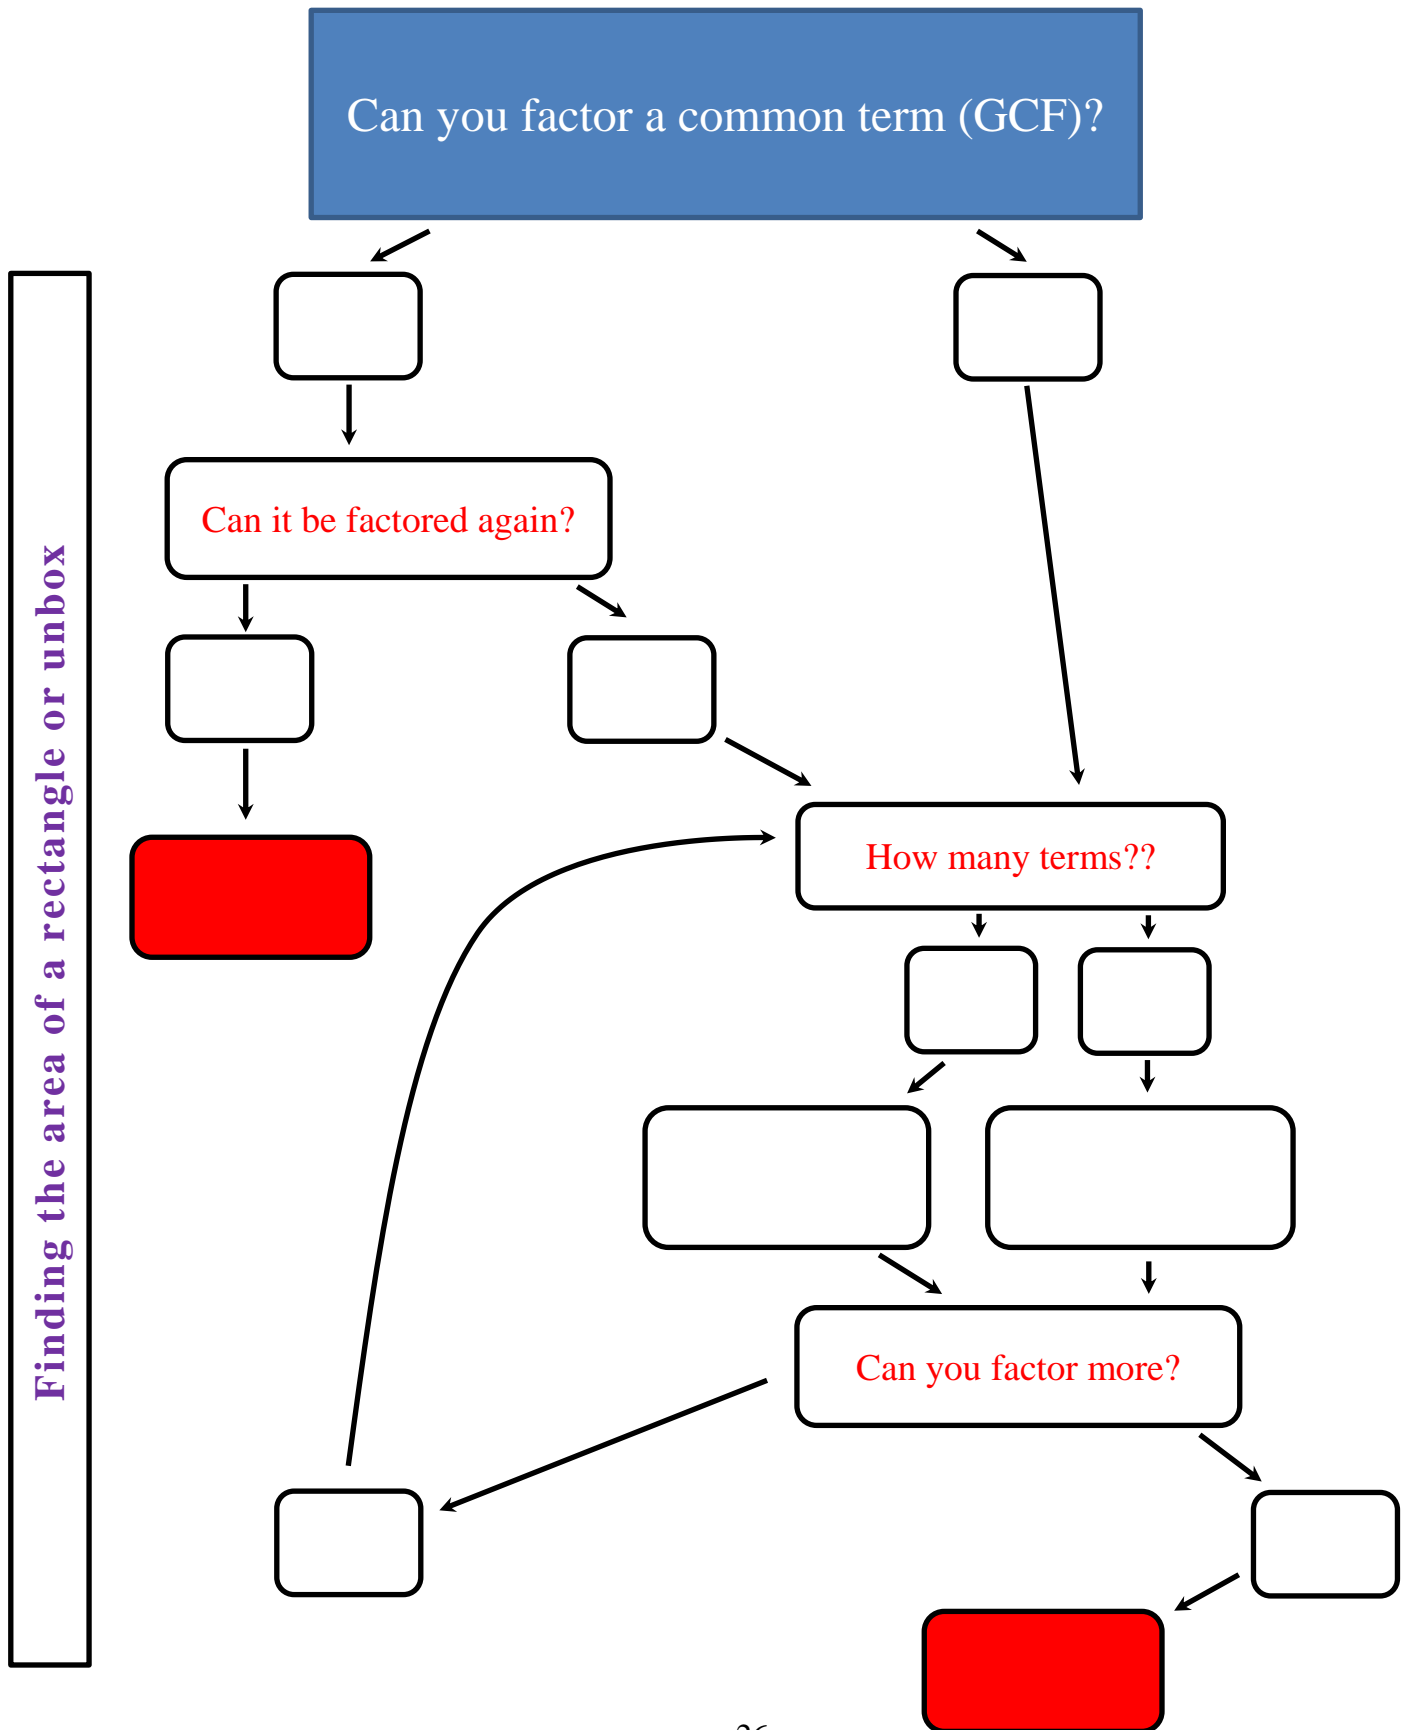 Can you factor a common term (GCF)?
Finding the area of a rectangle or unbox
Can it be factored again?
How many terms??
Can you factor more?
26